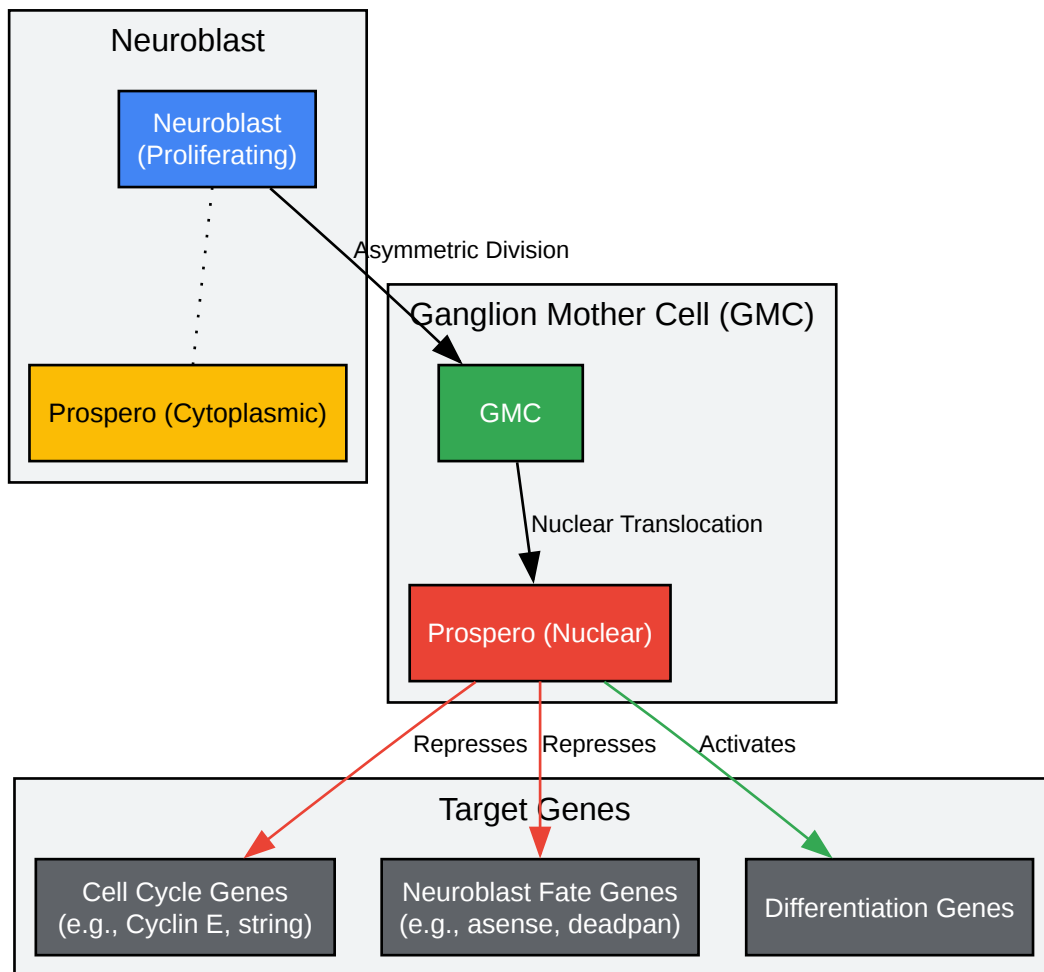 Neuroblast
Neuroblast
(Proliferating)
Asymmetric Division
Ganglion Mother Cell (GMC)
Prospero (Cytoplasmic)
GMC
Nuclear Translocation
Prospero (Nuclear)
Represses
Represses
Activates
Target Genes
Cell Cycle Genes
(e.g., Cyclin E, string)
Neuroblast Fate Genes
(e.g., asense, deadpan)
Differentiation Genes